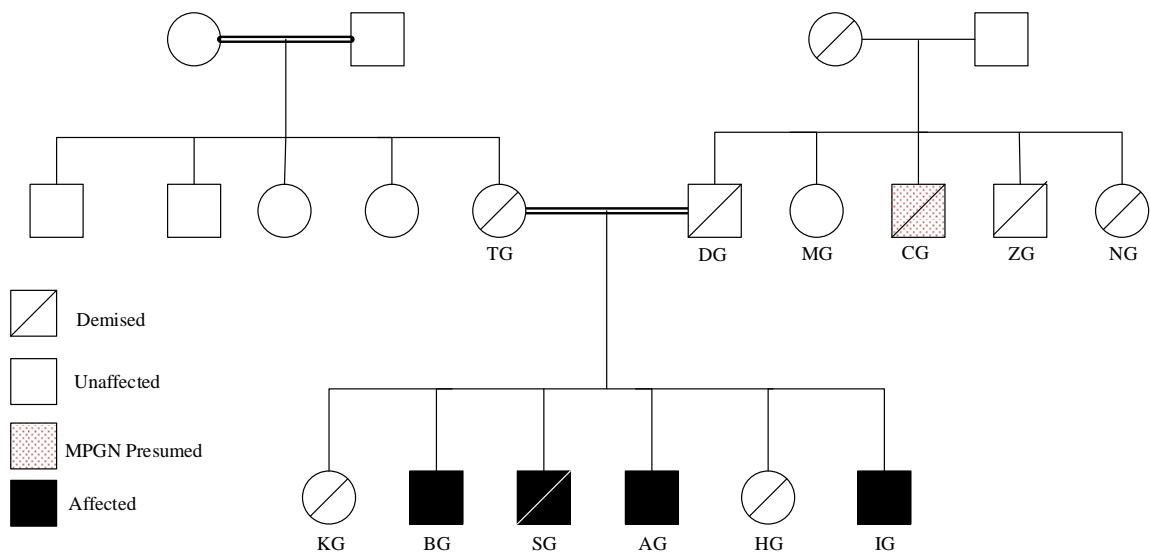 TG
DG
MG
CG
ZG
NG
Demised
Unaffected
MPGN Presumed
Affected
KG
BG
SG
AG
HG
IG